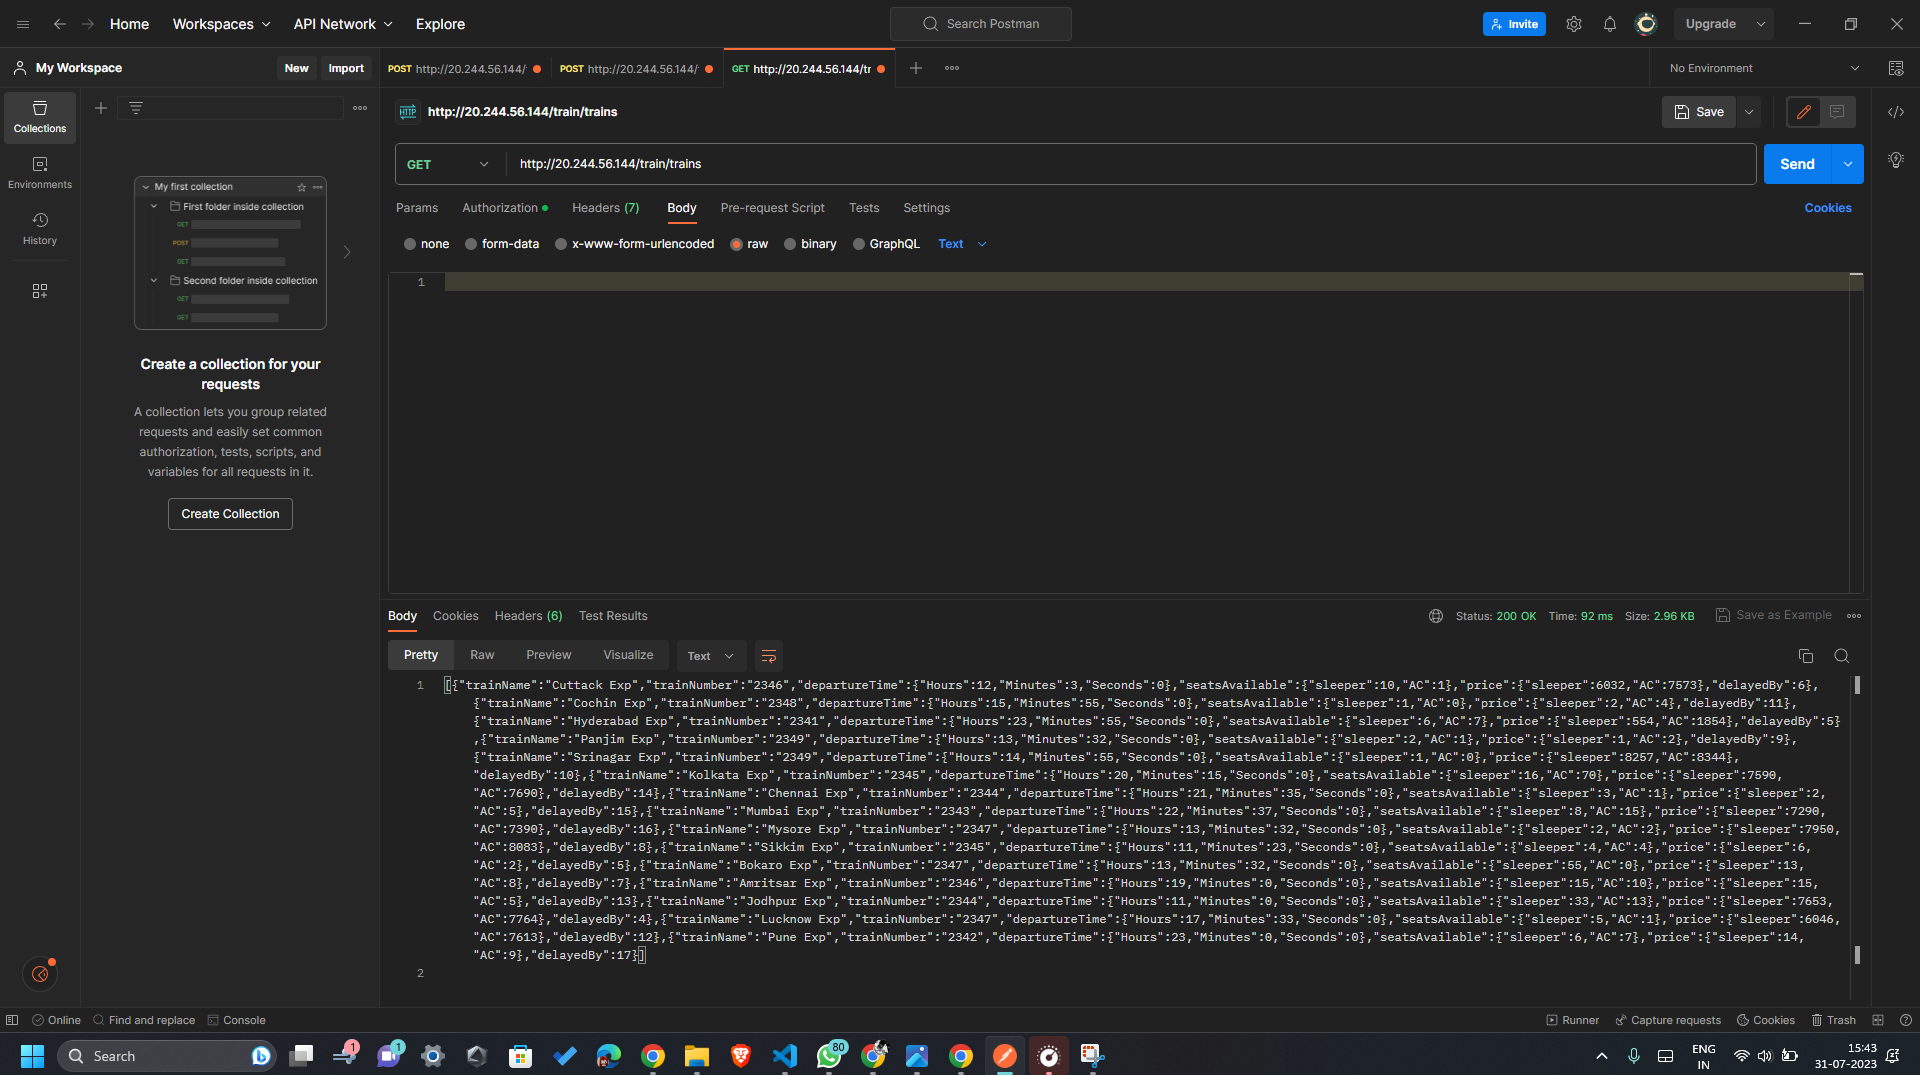 Home Workspaces API Network Explore Search Postman Invite Upgrade
My Workspace New Import POST http://20.244.56.144/ POST http://20.244.56.144/ GET http://20.244.56.144/tr No Environment
Collections
Environments
History
My first collection
First folder inside collection
GET
POST
GET
Second folder inside collection
GET
GET
Create a collection for your
requests
A collection lets you group related
requests and easily set common
authorization, tests, scripts, and
variables for all requests in it.
Create Collection
HTTP http://20.244.56.144/train/trains Save
GET http://20.244.56.144/train/trains Send
Params Authorization Headers (7) Body Pre-request Script Tests Settings Cookies
none form-data x-www-form-urlencoded raw binary GraphQL Text
1
Body Cookies Headers (6) Test Results Status: 200 OK Time: 92 ms Size: 2.96 KB Save as Example
Pretty Raw Preview Visualize Text
1 [{"trainName":"Cuttack Exp","trainNumber":"2346","departureTime":{"Hours":12,"Minutes":3,"Seconds":0},"seatsAvailable":{"sleeper":10,"AC":1},"price":{"sleeper":6032,"AC":7573},"delayedBy":6},
{"trainName":"Cochin Exp","trainNumber":"2348","departureTime":{"Hours":15,"Minutes":55,"Seconds":0},"seatsAvailable":{"sleeper":1,"AC":0},"price":{"sleeper":2,"AC":4},"delayedBy":11},
{"trainName":"Hyderabad Exp","trainNumber":"2341","departureTime":{"Hours":23,"Minutes":55,"Seconds":0},"seatsAvailable":{"sleeper":6,"AC":7},"price":{"sleeper":554,"AC":1854},"delayedBy":5}
,{"trainName":"Panjim Exp","trainNumber":"2349","departureTime":{"Hours":13,"Minutes":32,"Seconds":0},"seatsAvailable":{"sleeper":2,"AC":1},"price":{"sleeper":1,"AC":2},"delayedBy":9},
{"trainName":"Srinagar Exp","trainNumber":"2349","departureTime":{"Hours":14,"Minutes":55,"Seconds":0},"seatsAvailable":{"sleeper":1,"AC":0},"price":{"sleeper":8257,"AC":8344},
"delayedBy":10},{"trainName":"Kolkata Exp","trainNumber":"2345","departureTime":{"Hours":20,"Minutes":15,"Seconds":0},"seatsAvailable":{"sleeper":16,"AC":70},"price":{"sleeper":7590,
"AC":7690},"delayedBy":14},{"trainName":"Chennai Exp","trainNumber":"2344","departureTime":{"Hours":21,"Minutes":35,"Seconds":0},"seatsAvailable":{"sleeper":3,"AC":1},"price":{"sleeper":2,
"AC":5},"delayedBy":15},{"trainName":"Mumbai Exp","trainNumber":"2343","departureTime":{"Hours":22,"Minutes":37,"Seconds":0},"seatsAvailable":{"sleeper":8,"AC":15},"price":{"sleeper":7290,
"AC":7390},"delayedBy":16},{"trainName":"Mysore Exp","trainNumber":"2347","departureTime":{"Hours":13,"Minutes":32,"Seconds":0},"seatsAvailable":{"sleeper":2,"AC":2},"price":{"sleeper":7950,
"AC":8083},"delayedBy":8},{"trainName":"Sikkim Exp","trainNumber":"2345","departureTime":{"Hours":11,"Minutes":23,"Seconds":0},"seatsAvailable":{"sleeper":4,"AC":4},"price":{"sleeper":6,
"AC":2},"delayedBy":5},{"trainName":"Bokaro Exp","trainNumber":"2347","departureTime":{"Hours":13,"Minutes":32,"Seconds":0},"seatsAvailable":{"sleeper":55,"AC":0},"price":{"sleeper":13,
"AC":8},"delayedBy":7},{"trainName":"Amritsar Exp","trainNumber":"2346","departureTime":{"Hours":19,"Minutes":0,"Seconds":0},"seatsAvailable":{"sleeper":15,"AC":10},"price":{"sleeper":15,
"AC":5},"delayedBy":13},{"trainName":"Jodhpur Exp","trainNumber":"2344","departureTime":{"Hours":11,"Minutes":0,"Seconds":0},"seatsAvailable":{"sleeper":33,"AC":13},"price":{"sleeper":7653,
"AC":7764},"delayedBy":4},{"trainName":"Lucknow Exp","trainNumber":"2347","departureTime":{"Hours":17,"Minutes":33,"Seconds":0},"seatsAvailable":{"sleeper":5,"AC":1},"price":{"sleeper":6046,
"AC":7613},"delayedBy":12},{"trainName":"Pune Exp","trainNumber":"2342","departureTime":{"Hours":23,"Minutes":0,"Seconds":0},"seatsAvailable":{"sleeper":6,"AC":7},"price":{"sleeper":14,
"AC":9},"delayedBy":17}]
2
Online Find and replace Console Runner Capture requests Cookies Trash
Search 1 1 80 ENG 15:43
IN 31-07-2023